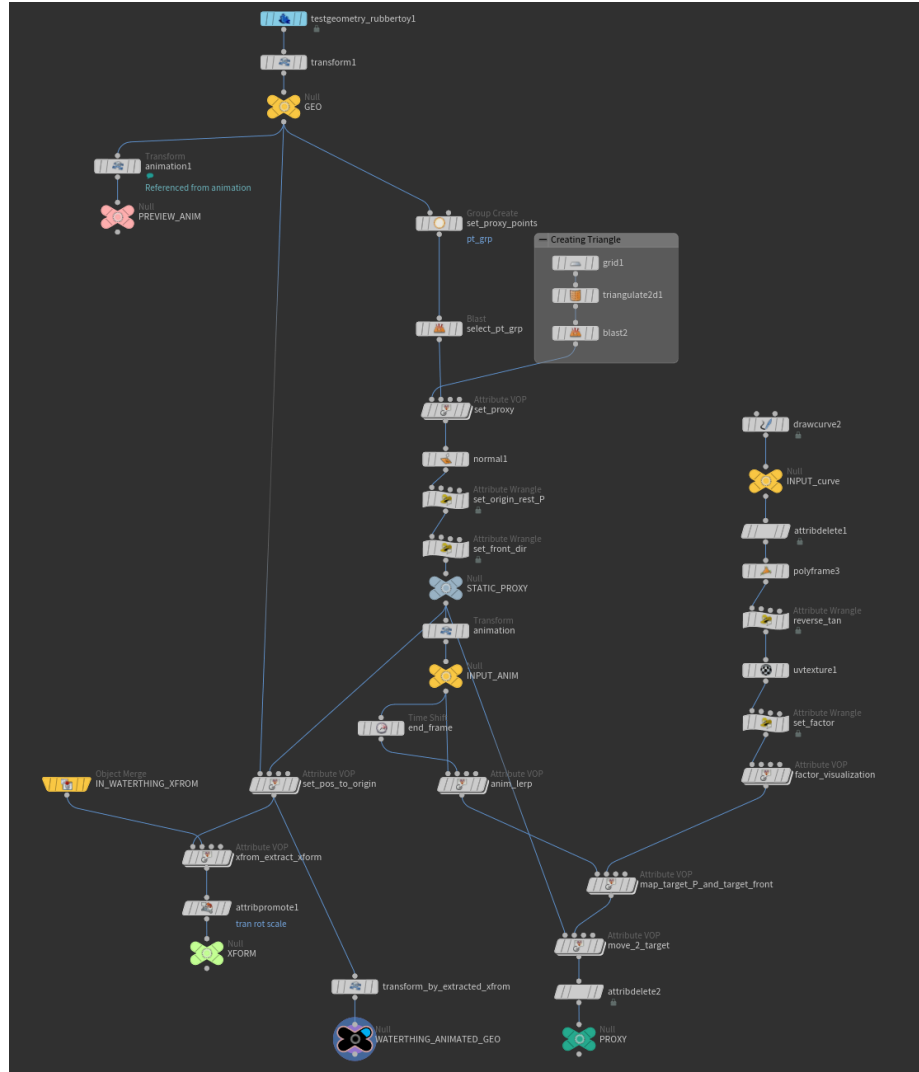 testgeometry_rubbertoy1
transform1
Null
GEO
Transform
animation1
Referenced from animation
Null
PREVIEW_ANIM
Group Create
set_proxy_points
pt_grp
Creating Triangle
grid1
triangulate2d1
blast2
Blast
select_pt_grp
Attribute VOP
set_proxy
normal1
Attribute Wrangle
set_origin_rest_P
Attribute Wrangle
set_front_dir
Null
STATIC_PROXY
Transform
animation
Null
INPUT_ANIM
Time Shift
end_frame
drawcurve2
Null
INPUT_curve
attribdelete1
polyframe3
Attribute Wrangle
reverse_tan
uvtexture1
Attribute Wrangle
set_factor
Attribute VOP
factor_visualization
Object Merge
IN_WATERTHING_XFROM
Attribute VOP
set_pos_to_origin
Attribute VOP
anim_lerp
Attribute VOP
xfrom_extract_xform
attribpromote1
tran rot scale
Null
XFORM
Attribute VOP
map_target_P_and_target_front
Attribute VOP
move_2_target
transform_by_extracted_xfrom
attribdelete2
Null
WATERTHING_ANIMATED_GEO
Null
PROXY